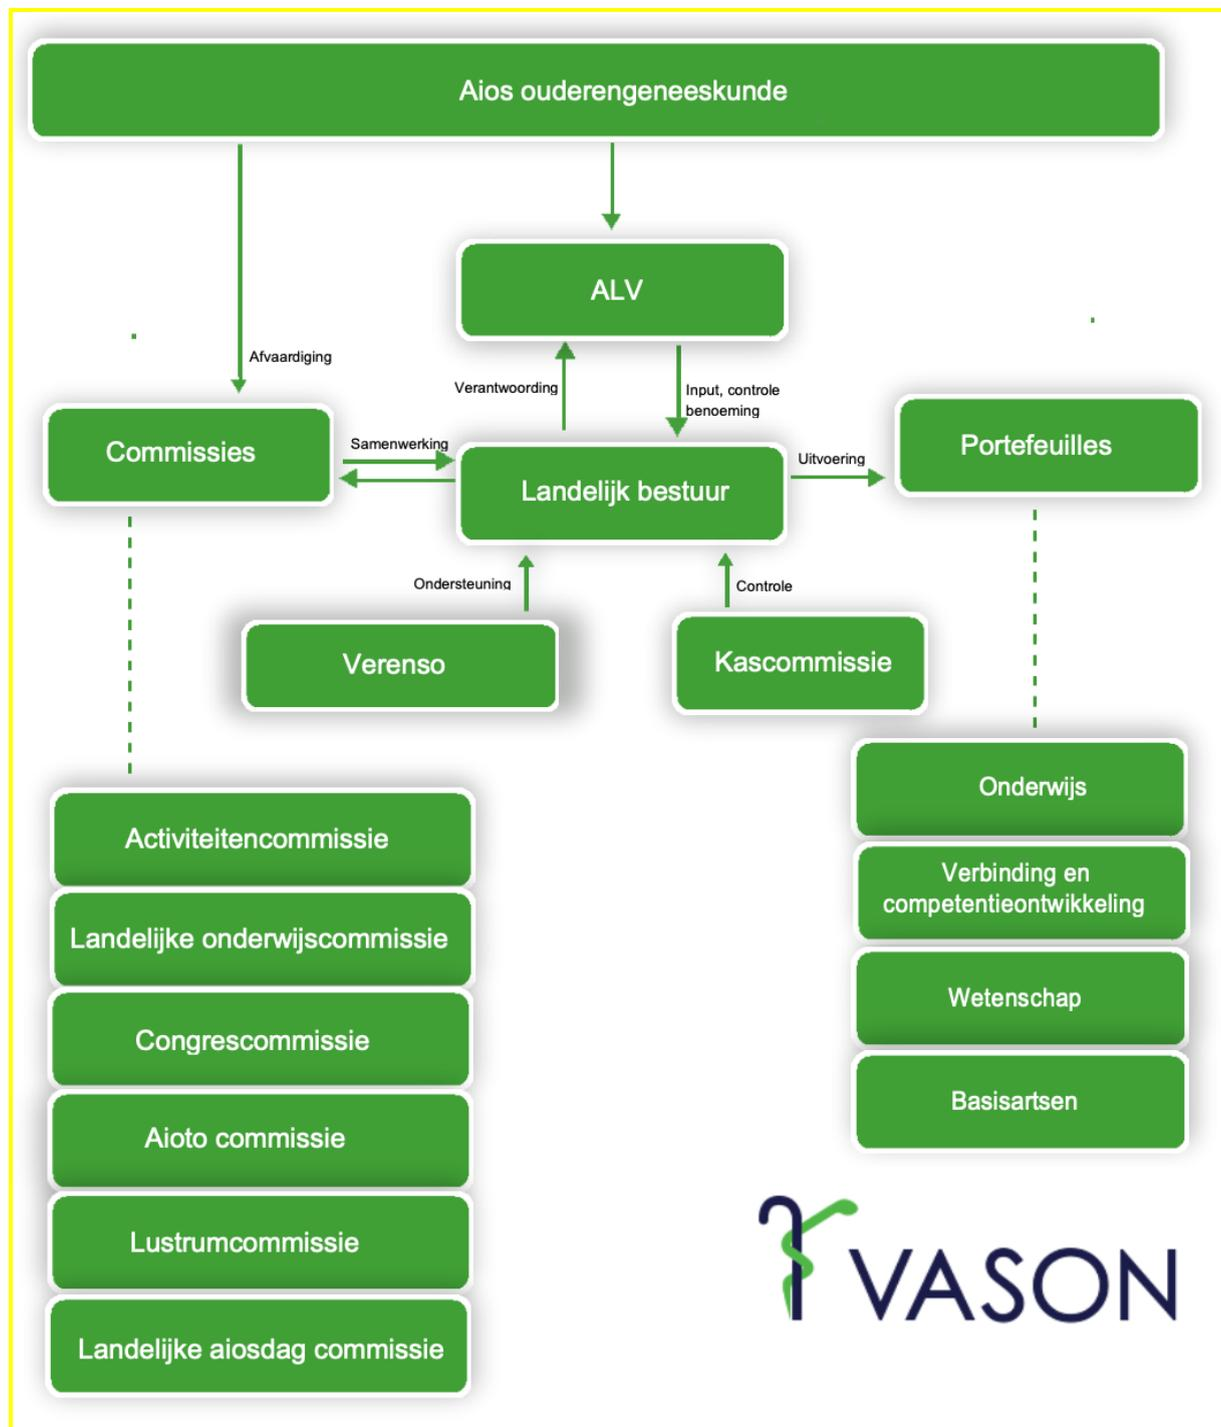 Aios ouderengeneeskunde
ALV
Afvaardiging
Verantwoording
Input, controle
benoeming
Commissies
Samenwerking
Landelijk bestuur
Uitvoering
Portefeuilles
Ondersteuning
Controle
Verenso
Kascommissie
Activiteitencommissie
Landelijke onderwijscommissie
Congrescommissie
Aioto commissie
Lustrumcommissie
Landelijke aiosdag commissie
Onderwijs
Verbinding en
competentieontwikkeling
Wetenschap
Basisartsen
VASON